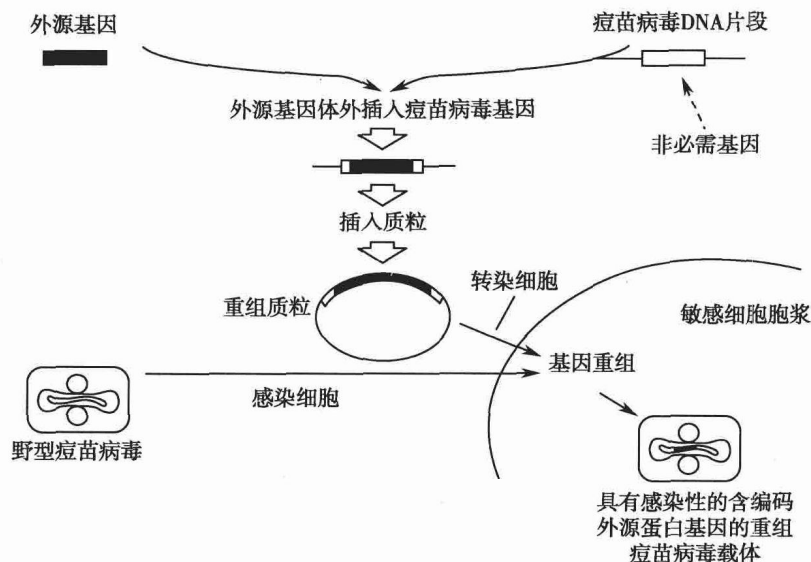 外源基因
痘苗病毒DNA片段
外源基因体外插入痘苗病毒基因
非必需基因
插入质粒
重组质粒
转染细胞
敏感细胞胞浆
基因重组
感染细胞
野型痘苗病毒
具有感染性的含编码
外源蛋白基因的重组
痘苗病毒载体